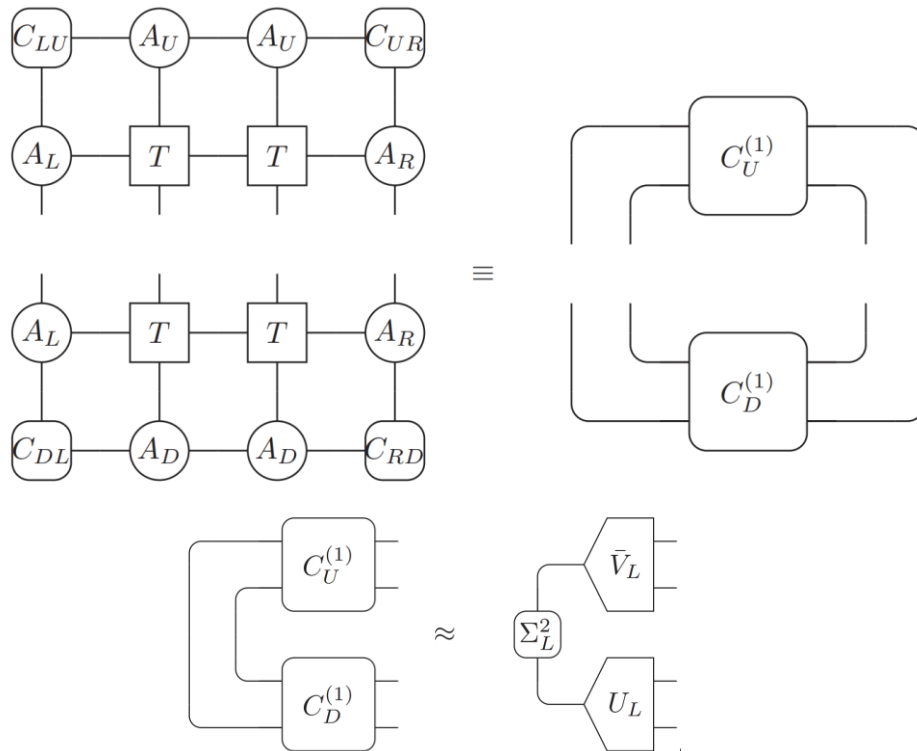 C_{LU} A_U A_U C_{UR}
A_L T T A_R
C_U^{(1)}
≡
A_L T T A_R
C_D^{(1)}
C_{DL} A_D A_D C_{RD}
C_U^{(1)} \bar{V}_L
≈ Σ_L^2
C_D^{(1)} U_L